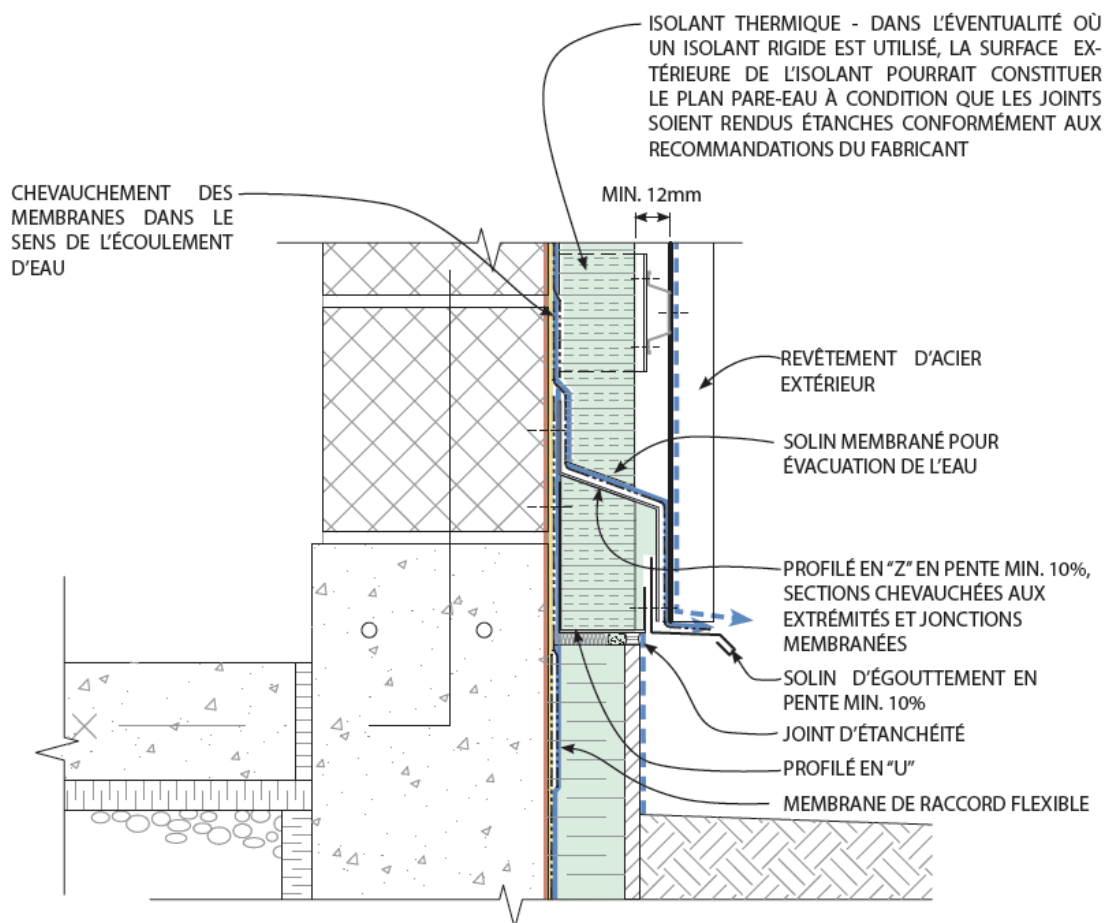 ISOLANT THERMIQUE - DANS L'ÉVENTUALITÉ OÙ
UN ISOLANT RIGIDE EST UTILISÉ, LA SURFACE EX-
TÉRIEURE DE L'ISOLANT POURRAIT CONSTITUER
LE PLAN PARE-EAU À CONDITION QUE LES JOINTS
SOIENT RENDUS ÉTANCHES CONFORMÉMENT AUX
RECOMMANDATIONS DU FABRICANT
CHEVAUCHEMENT DES
MEMBRANES DANS LE
SENS DE L'ÉCOULEMENT
D'EAU
MIN. 12mm
REVÊTEMENT D'ACIER
EXTÉRIEUR
SOLIN MEMBRANÉ POUR
ÉVACUATION DE L'EAU
PROFILÉ EN "Z" EN PENTE MIN. 10%,
SECTIONS CHEVAUCHÉES AUX
EXTRÉMITÉS ET JONCTIONS
MEMBRANÉES
SOLIN D'ÉGOUTTEMENT EN
PENTE MIN. 10%
JOINT D'ÉTANCHÉITÉ
PROFILÉ EN "U"
MEMBRANE DE RACCORD FLEXIBLE